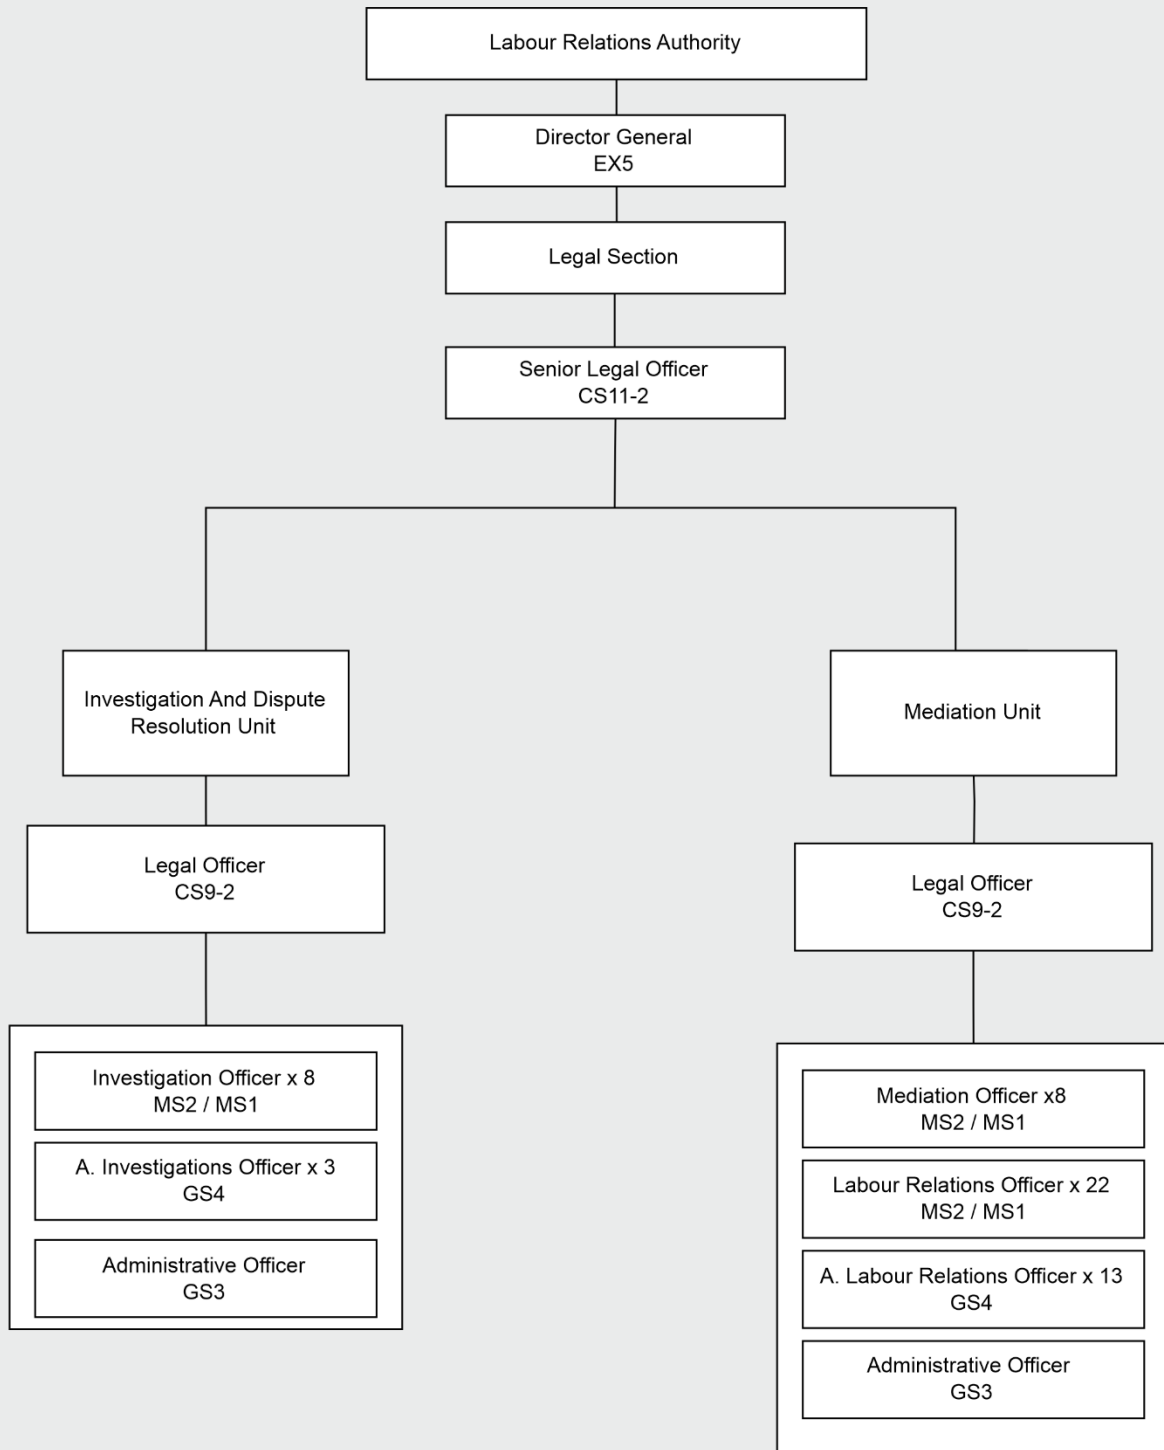 Labour Relations Authority
Director General
EX5
Legal Section
Senior Legal Officer
CS11-2
Investigation And Dispute
Resolution Unit
Legal Officer
CS9-2
Investigation Officer x 8
MS2 / MS1
A. Investigations Officer x 3
GS4
Administrative Officer
GS3
Mediation Unit
Legal Officer
CS9-2
Mediation Officer x8
MS2 / MS1
Labour Relations Officer x 22
MS2 / MS1
A. Labour Relations Officer x 13
GS4
Administrative Officer
GS3